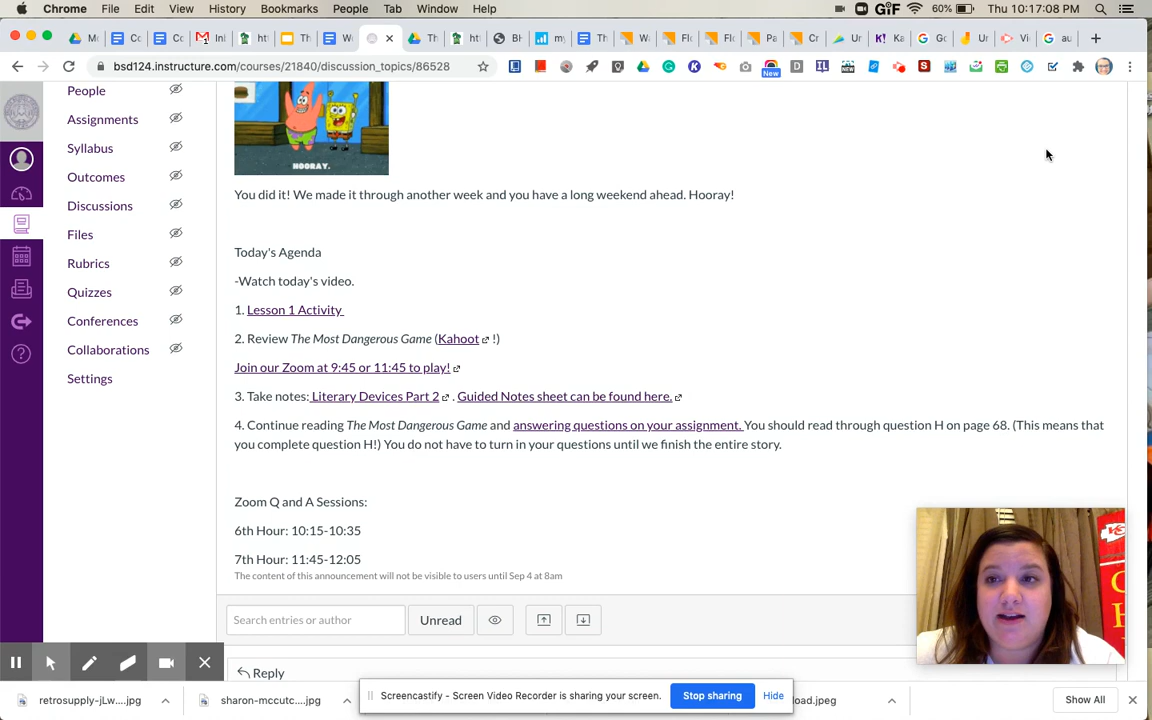 Chrome File Edit View History Bookmarks People Tab Window Help GIF 60% Thu 10:17:08 PM
bsd124.instructure.com/courses/21840/discussion_topics/86528
New
HOORAY.
People
Assignments
Syllabus
Outcomes
Discussions
Files
Rubrics
Quizzes
Conferences
Collaborations
Settings
You did it! We made it through another week and you have a long weekend ahead. Hooray!
Today's Agenda
-Watch today's video.
1. Lesson 1 Activity
2. Review The Most Dangerous Game (Kahoot !)
Join our Zoom at 9:45 or 11:45 to play!
3. Take notes: Literary Devices Part 2 . Guided Notes sheet can be found here.
4. Continue reading The Most Dangerous Game and answering questions on your assignment. You should read through question H on page 68. (This means that
you complete question H!) You do not have to turn in your questions until we finish the entire story.
Zoom Q and A Sessions:
6th Hour: 10:15-10:35
7th Hour: 11:45-12:05
The content of this announcement will not be visible to users until Sep 4 at 8am
Search entries or author
Unread
Reply
retrosupply-jLw....jpg
sharon-mccutc....jpg
Screencastify - Screen Video Recorder is sharing your screen.
Stop sharing
Hide
oad.jpeg
Show All